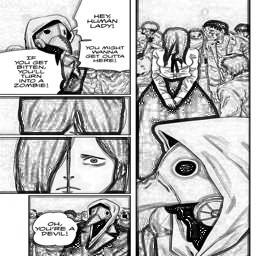 HEY,
HUMAN
LADY!
YOU MIGHT
WANNA
GET OUTTA
HERE!
IF
YOU GET
BITTEN,
YOU'LL
TURN
INTO A
ZOMBIE!
OH,
YOU'RE A
DEVIL!